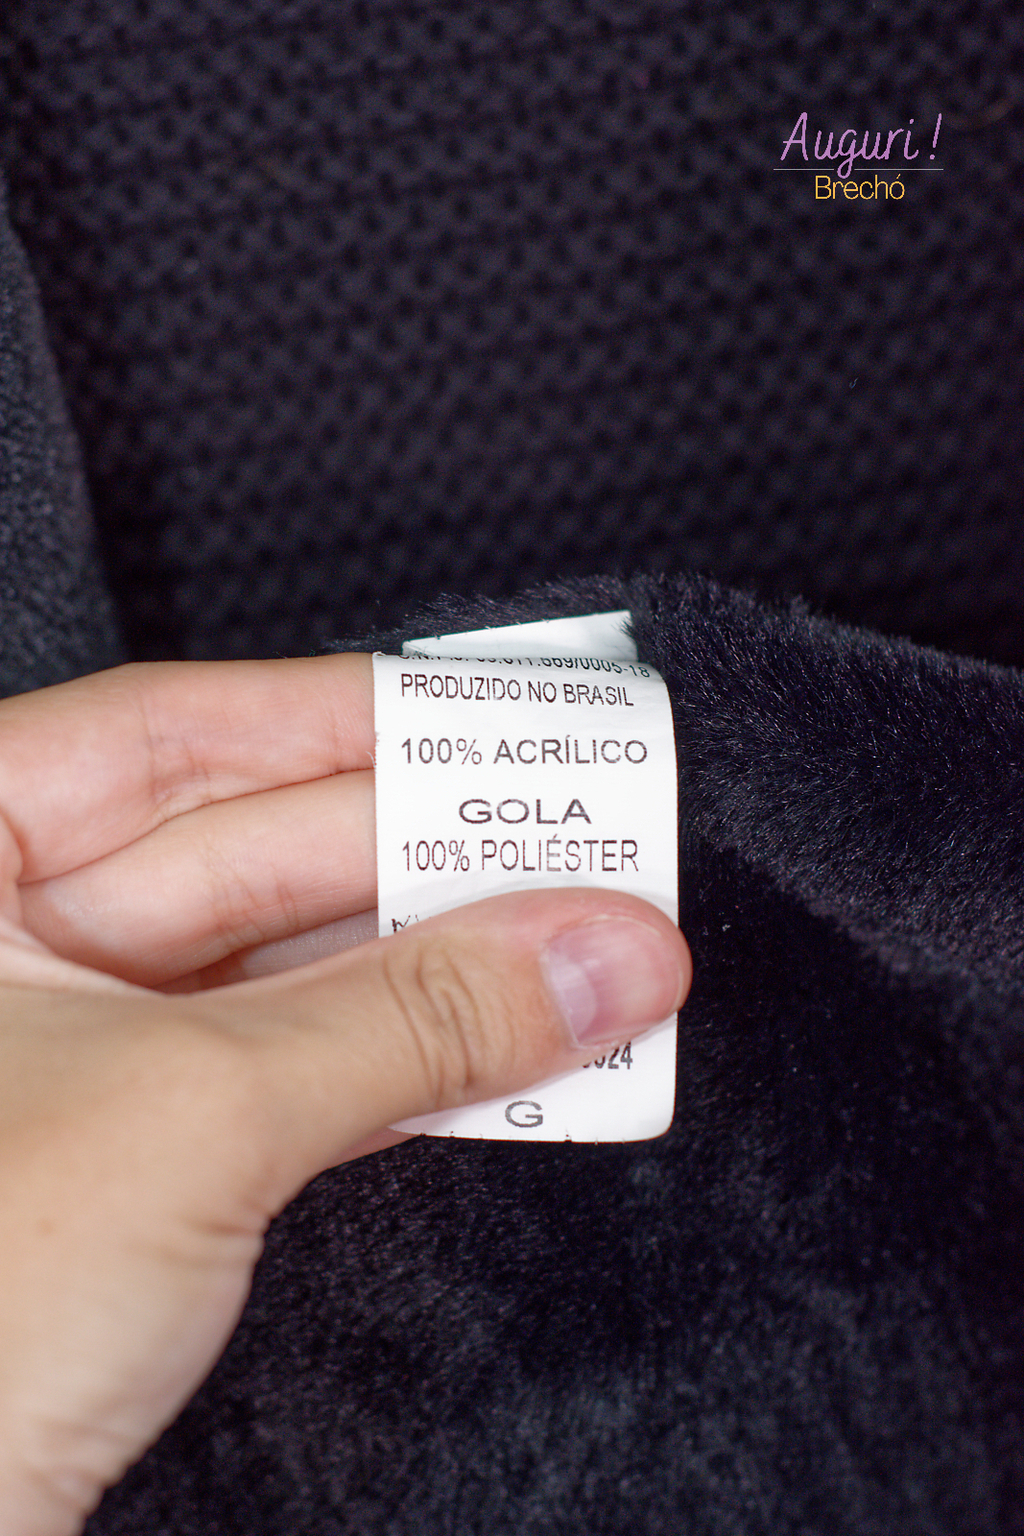 Auguri!
Brechó
PRODUZIDO NO BRASIL
100% ACRÍLICO
GOLA
100% POLIÉSTER
G